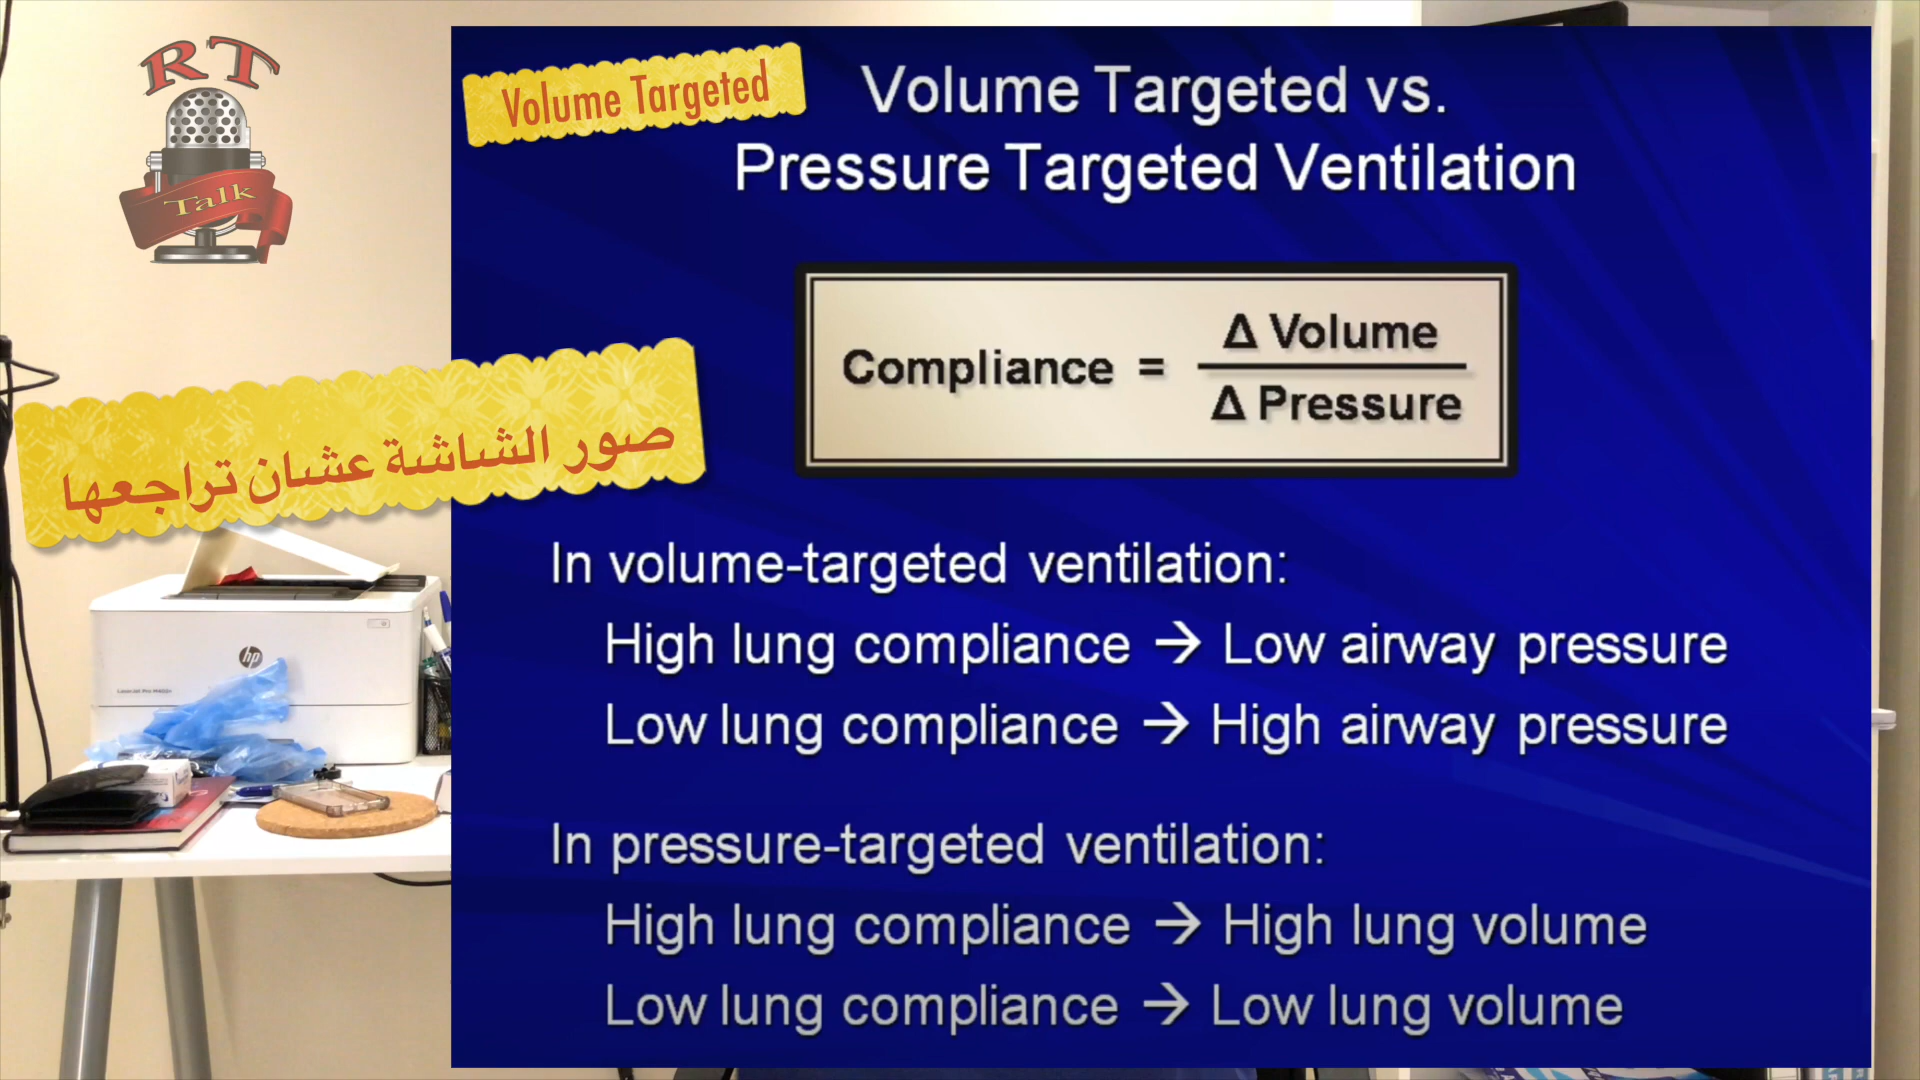 RT
Talk
Volume Targeted
Volume Targeted vs.
Pressure Targeted Ventilation
Compliance = Δ Volume
Δ Pressure
صور الشاشة عشان تراجعها
In volume-targeted ventilation:
High lung compliance → Low airway pressure
Low lung compliance → High airway pressure
In pressure-targeted ventilation:
High lung compliance → High lung volume
Low lung compliance → Low lung volume
hp